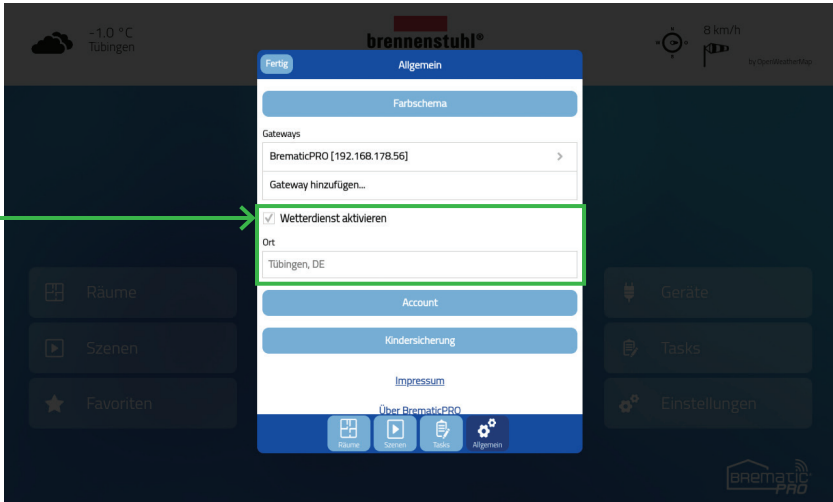 -1.0 °C
Tübingen
brennenstuhl®
8 km/h
by OpenWeatherMap
Fertig
Allgemein
Farbschema
Gateways
BrematicPRO [192.168.178.56]
Gateway hinzufügen...
Wetterdienst aktivieren
Ort
Tübingen, DE
Account
Kindersicherung
Impressum
Über BrematicPRO
Räume
Szenen
Favoriten
Geräte
Tasks
Einstellungen
Räume
Szenen
Tasks
Allgemein
Brematic
PRO